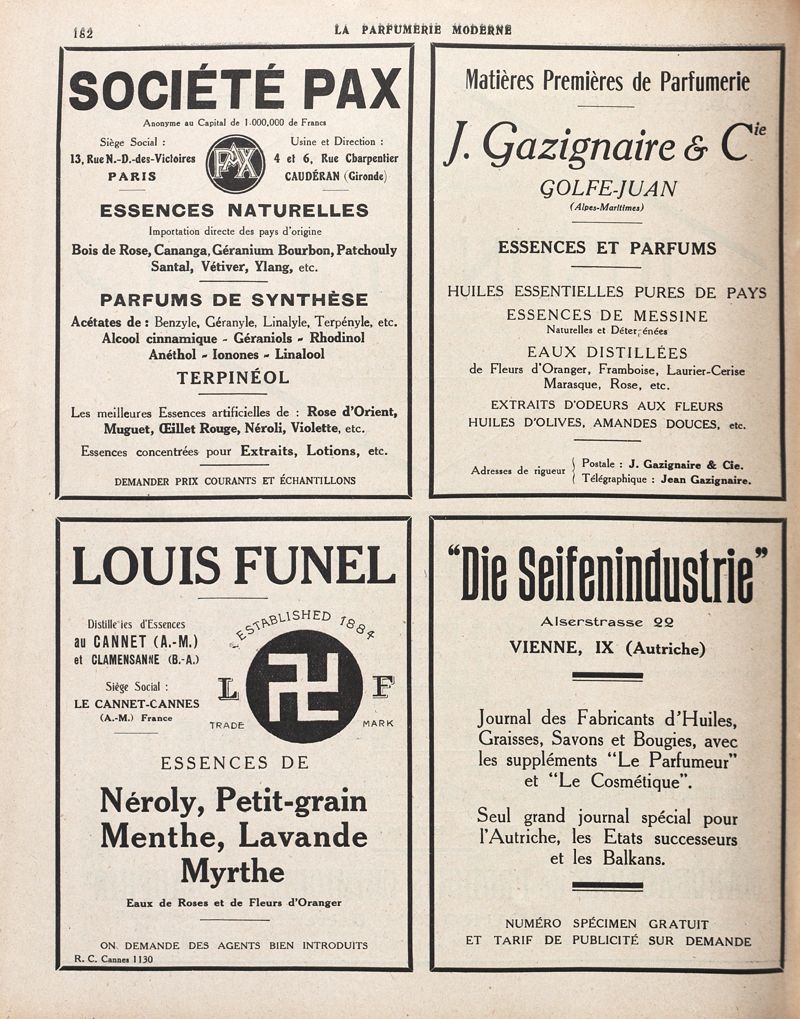 182
LA PARFUMERIE MODERNE
SOCIÉTÉ PAX
Anonyme au Capital de 1.000,000 de Francs
Siège Social :
13, Rue N.-D.-des-Victoires
PARIS
PAX
Usine et Direction :
4 et 6, Rue Charpentier
CAUDÉRAN (Gironde)
ESSENCES NATURELLES
Importation directe des pays d'origine
Bois de Rose, Cananga, Géranium Bourbon, Patchouly
Santal, Vétiver, Ylang, etc.
PARFUMS DE SYNTHÈSE
Acétates de : Benzyle, Géranyle, Linalyle, Terpényle, etc.
Alcool cinnamique - Géraniols - Rhodinol
Anéthol - Ionones - Linalool
TERPINÉOL
Les meilleures Essences artificielles de : Rose d'Orient,
Muguet, Œillet Rouge, Néroli, Violette, etc.
Essences concentrées pour Extraits, Lotions, etc.
DEMANDER PRIX COURANTS ET ÉCHANTILLONS
Matières Premières de Parfumerie
J. Gazignaire & Cie
GOLFE-JUAN
(Alpes-Maritimes)
ESSENCES ET PARFUMS
HUILES ESSENTIELLES PURES DE PAYS
ESSENCES DE MESSINE
Naturelles et Déterpénées
EAUX DISTILLÉES
de Fleurs d'Oranger, Framboise, Laurier-Cerise
Marasque, Rose, etc.
EXTRAITS D'ODEURS AUX FLEURS
HUILES D'OLIVES, AMANDES DOUCES, etc.
Adresses de rigueur { Postale : J. Gazignaire & Cie.
Télégraphique : Jean Gazignaire.
LOUIS FUNEL
Distilleries d'Essences
au CANNET (A.-M.)
et CLAMENSANNE (B.-A.)
Siège Social :
LE CANNET-CANNES
(A.-M.) France
ESTABLISHED 1884
L F
TRADE MARK
ESSENCES DE
Néroly, Petit-grain
Menthe, Lavande
Myrthe
Eaux de Roses et de Fleurs d'Oranger
ON DEMANDE DES AGENTS BIEN INTRODUITS
R. C. Cannes 1130
"Die Seifenindustrie"
Alserstrasse 22
VIENNE, IX (Autriche)
Journal des Fabricants d'Huiles,
Graisses, Savons et Bougies, avec
les suppléments "Le Parfumeur"
et "Le Cosmétique".
Seul grand journal spécial pour
l'Autriche, les Etats successeurs
et les Balkans.
NUMÉRO SPÉCIMEN GRATUIT
ET TARIF DE PUBLICITÉ SUR DEMANDE